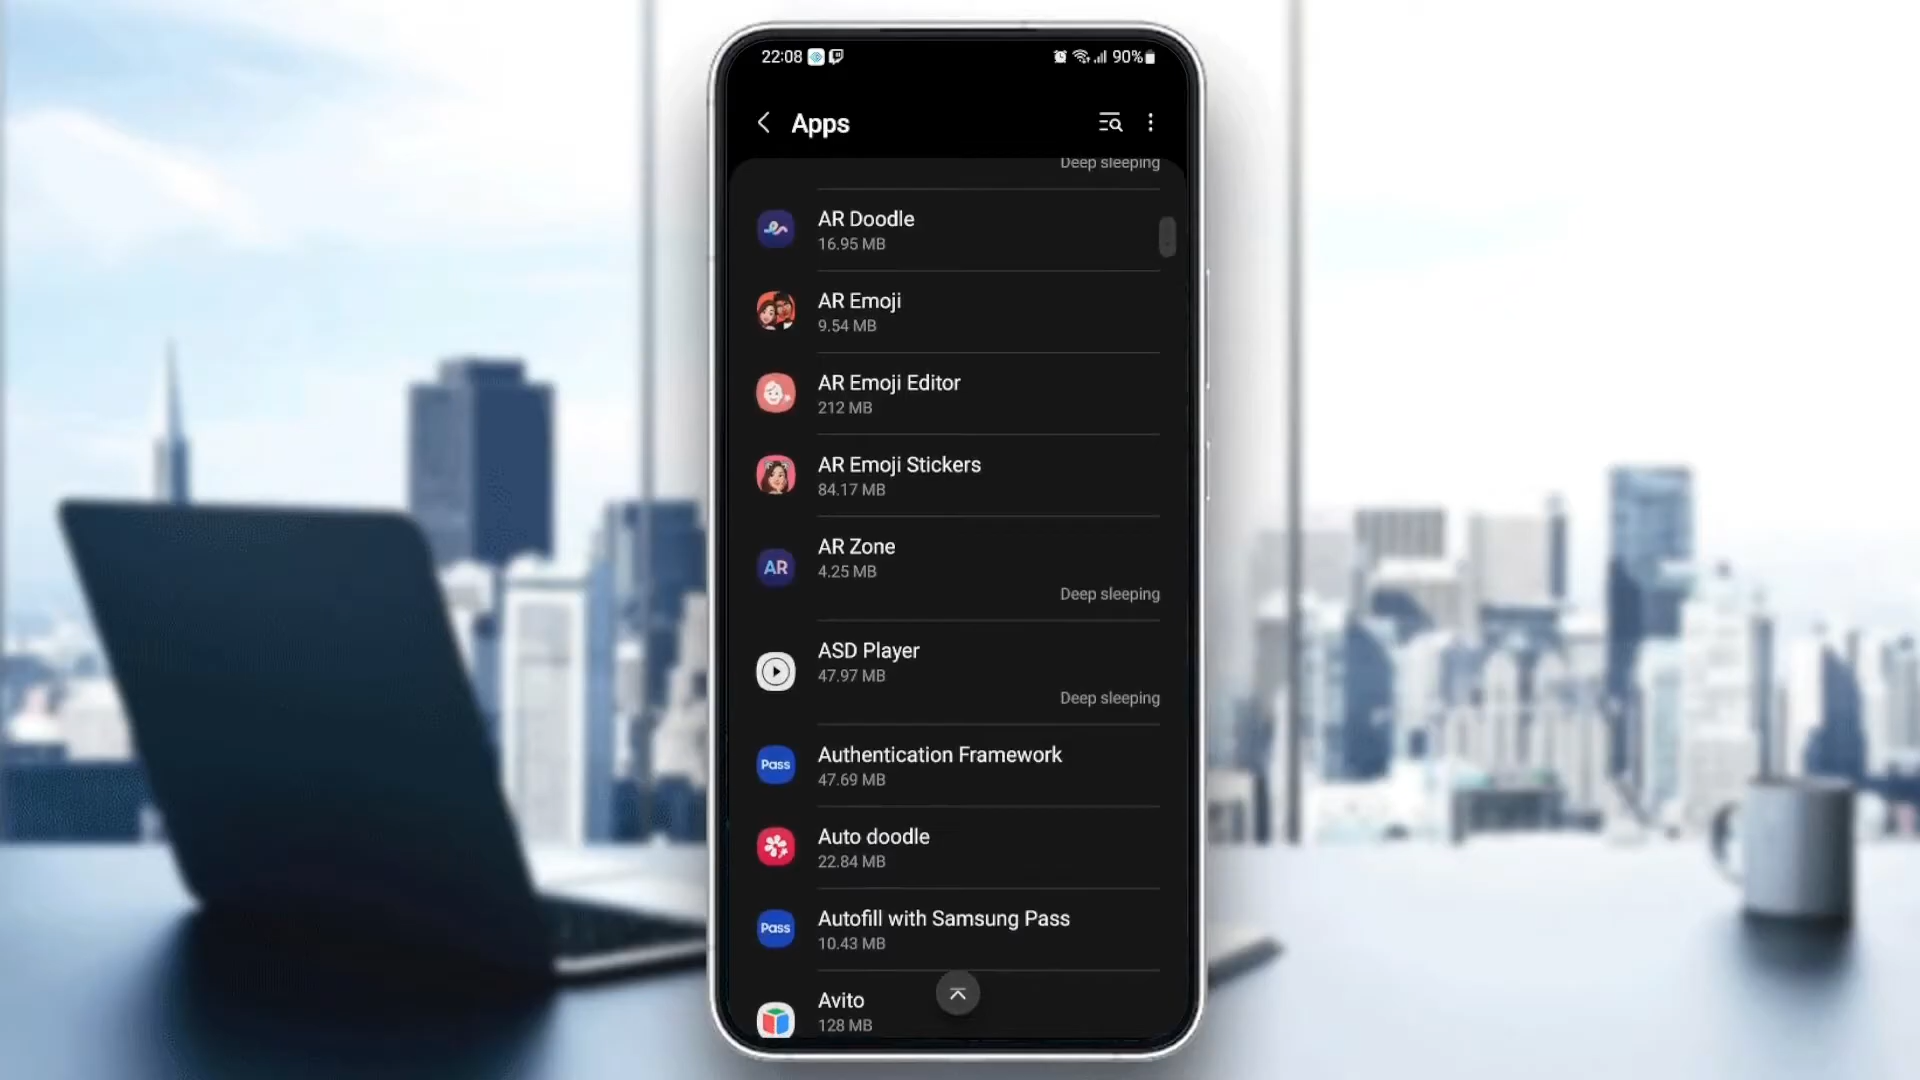 22:08
90%
Apps
Deep sleeping
AR Doodle
16.95 MB
AR Emoji
9.54 MB
AR Emoji Editor
212 MB
AR Emoji Stickers
84.17 MB
AR
AR Zone
4.25 MB
Deep sleeping
ASD Player
47.97 MB
Deep sleeping
Pass
Authentication Framework
47.69 MB
Auto doodle
22.84 MB
Pass
Autofill with Samsung Pass
10.43 MB
Avito
128 MB